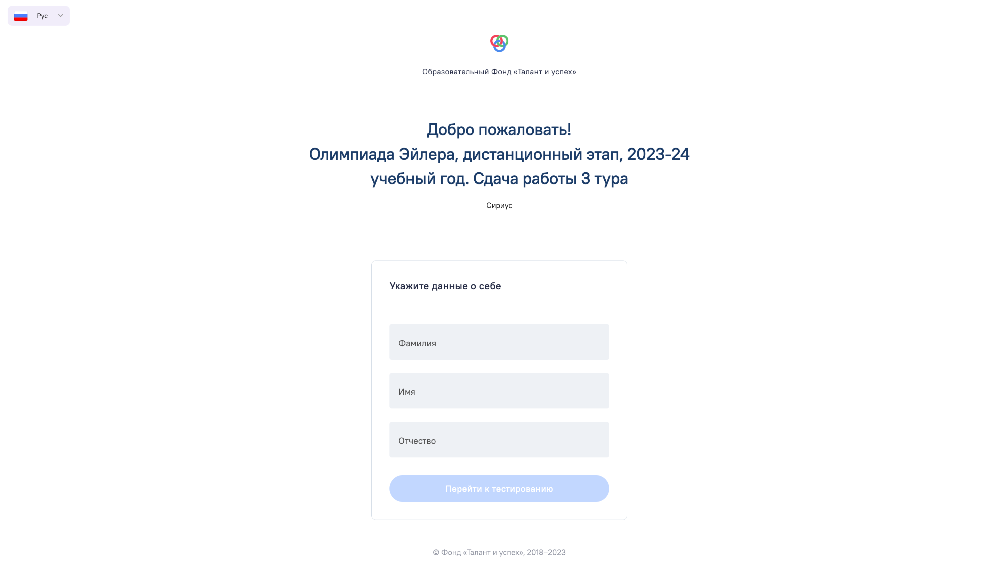 Рус
Образовательный Фонд «Талант и успех»
Добро пожаловать!
Олимпиада Эйлера, дистанционный этап, 2023-24
учебный год. Сдача работы 3 тура
Сириус
Укажите данные о себе
Фамилия
Имя
Отчество
Перейти к тестированию
© Фонд «Талант и успех», 2018–2023